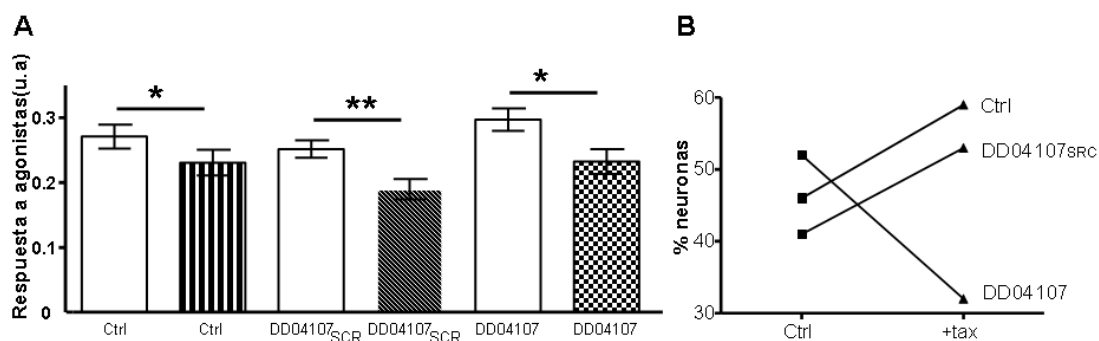 A
Respuesta a agonistas(u.a)
0.3
0.2
0.1
0
*
**
*
Ctrl
Ctrl
DD04107SCR
DD04107SCR
DD04107
DD04107
B
% neuronas
60
50
40
30
Ctrl
DD04107SRC
DD04107
Ctrl
+tax